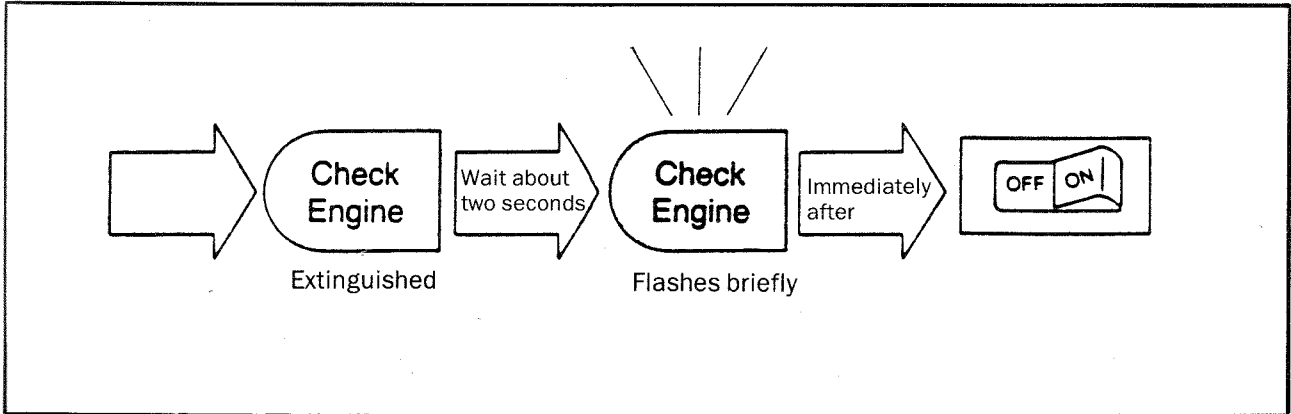 Check
Engine
Extinguished
Wait about
two seconds
Check
Engine
Flashes briefly
Immediately
after
OFF
ON